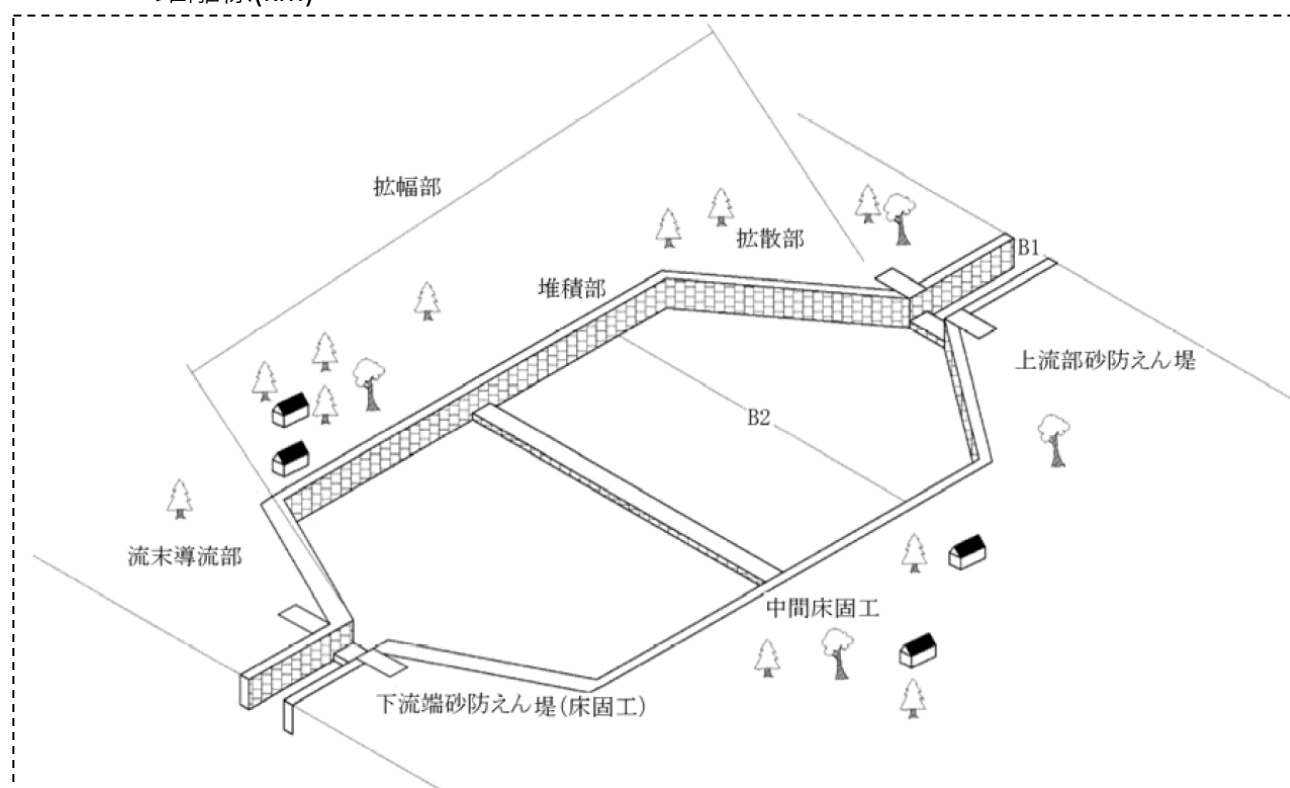 拡幅部
拡散部
B1
堆積部
上流部砂防えん堤
B2
流末導流部
中間床固工
下流端砂防えん堤(床固工)